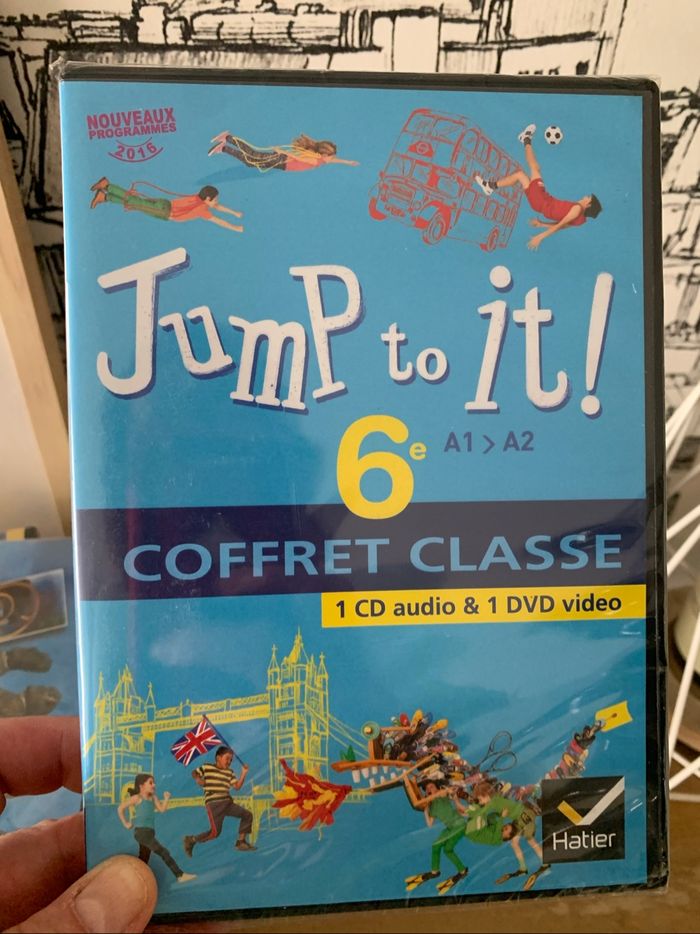 NOUVEAUX
PROGRAMMES
2016
Jump to it!
6e A1 > A2
COFFRET CLASSE
1 CD audio & 1 DVD video
Hatier